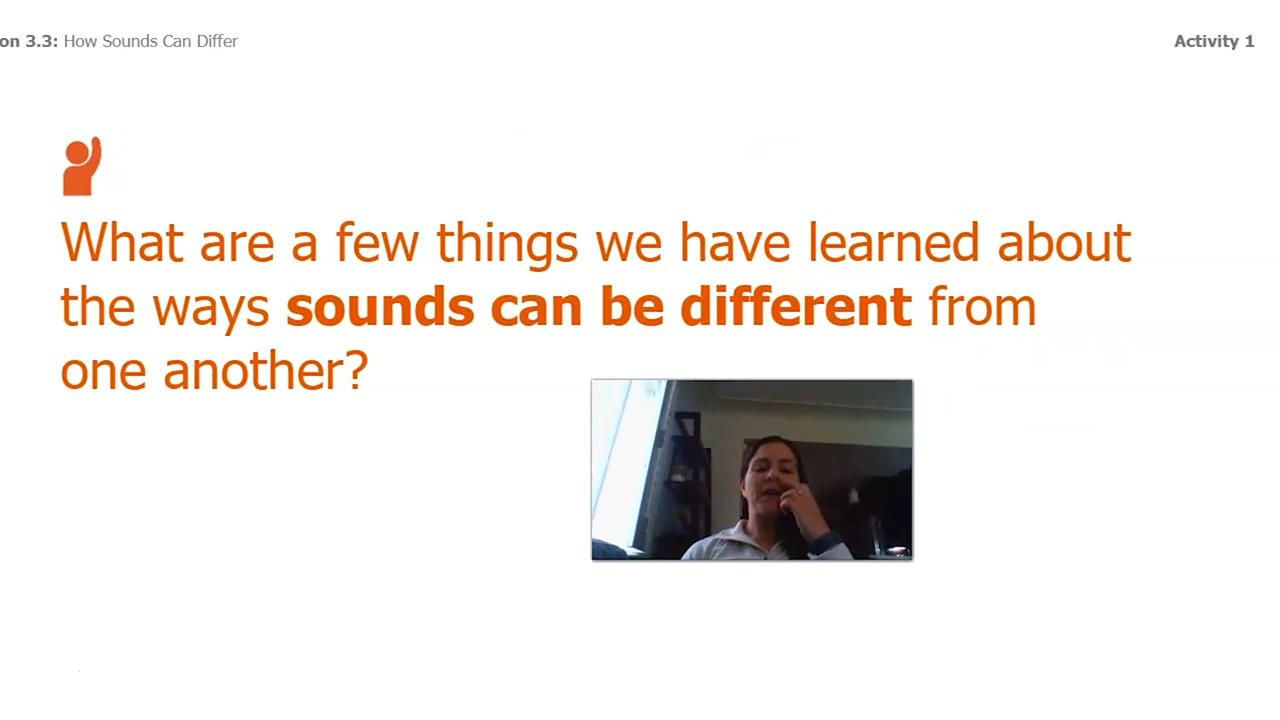 on 3.3: How Sounds Can Differ
Activity 1
What are a few things we have learned about
the ways sounds can be different from
one another?